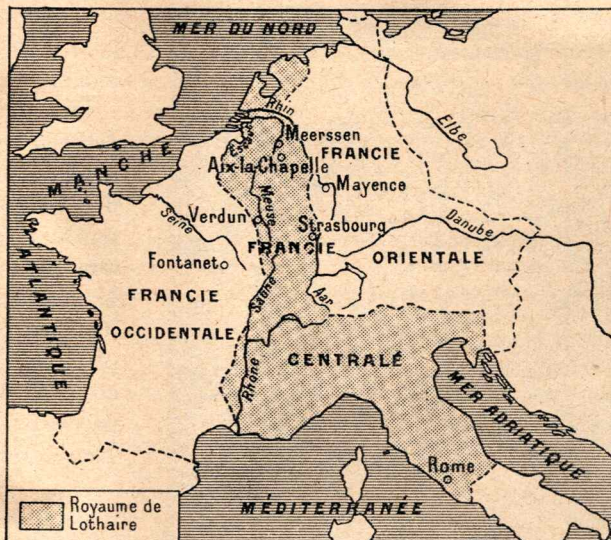 MER DU NORD
Elbe
Rhin
Escaut
Meerssen
FRANCIE
Aix-la-Chapelle
MANCHE
Mayence
Meuse
Verdun
Seine
Strasbourg
Danube
FRANCIE
ORIENTALE
Fontanet
ATLANTIQUE
Aar
FRANCIE
Saône
OCCIDENTALE
CENTRALE
Rhône
MER ADRIATIQUE
Rome
Royaume de
Lothaire
MÉDITERRANÉE